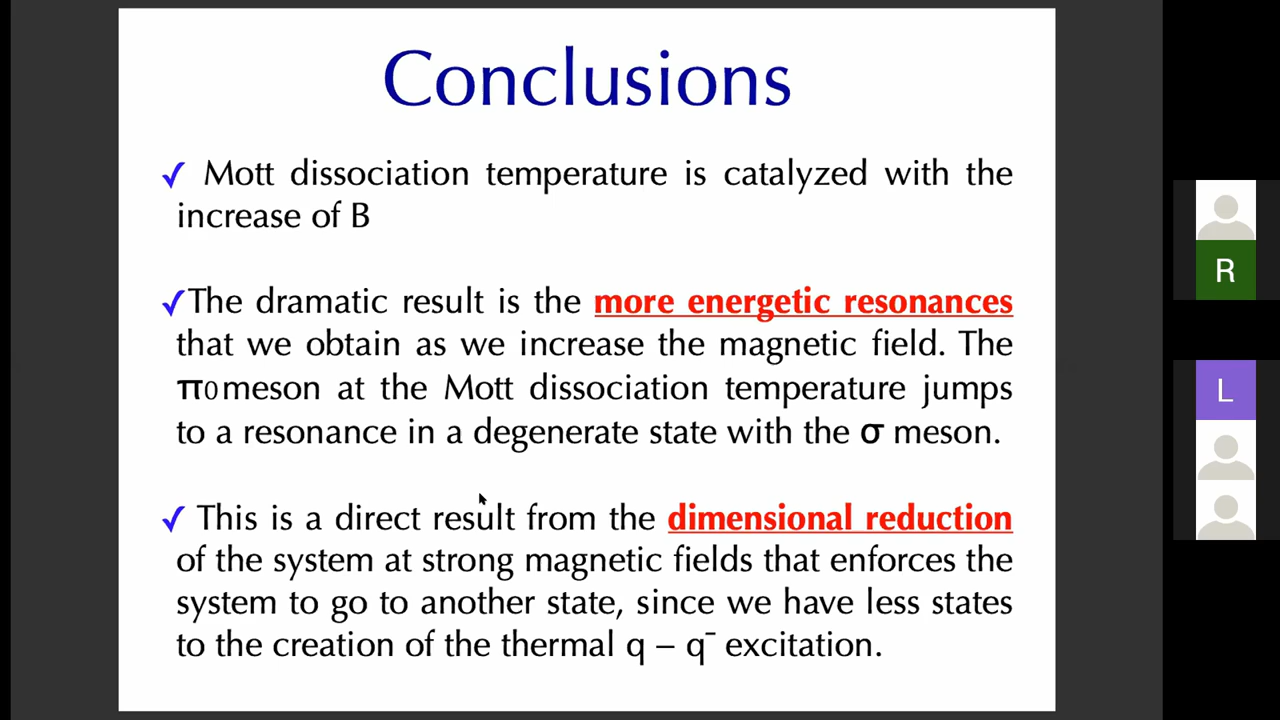 Conclusions
✓ Mott dissociation temperature is catalyzed with the
increase of B
✓The dramatic result is the more energetic resonances
that we obtain as we increase the magnetic field. The
π0 meson at the Mott dissociation temperature jumps
to a resonance in a degenerate state with the σ meson.
✓ This is a direct result from the dimensional reduction
of the system at strong magnetic fields that enforces the
system to go to another state, since we have less states
to the creation of the thermal q – q¯ excitation.
R
L